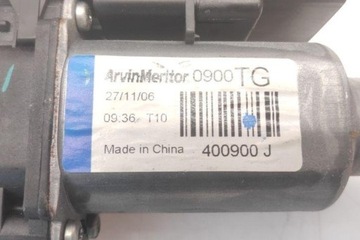 ArvinMeritor 0900TG
27/11/06
09:36 T10
Made in China 400900 J